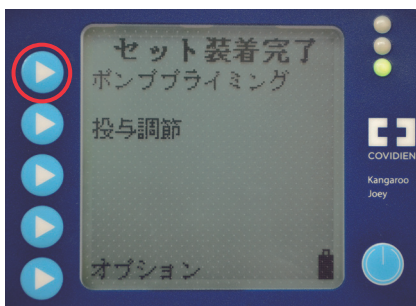 セット装着完了
ポンププライミング
投与調節
オプション
COVIDIEN
Kangaroo
Joey